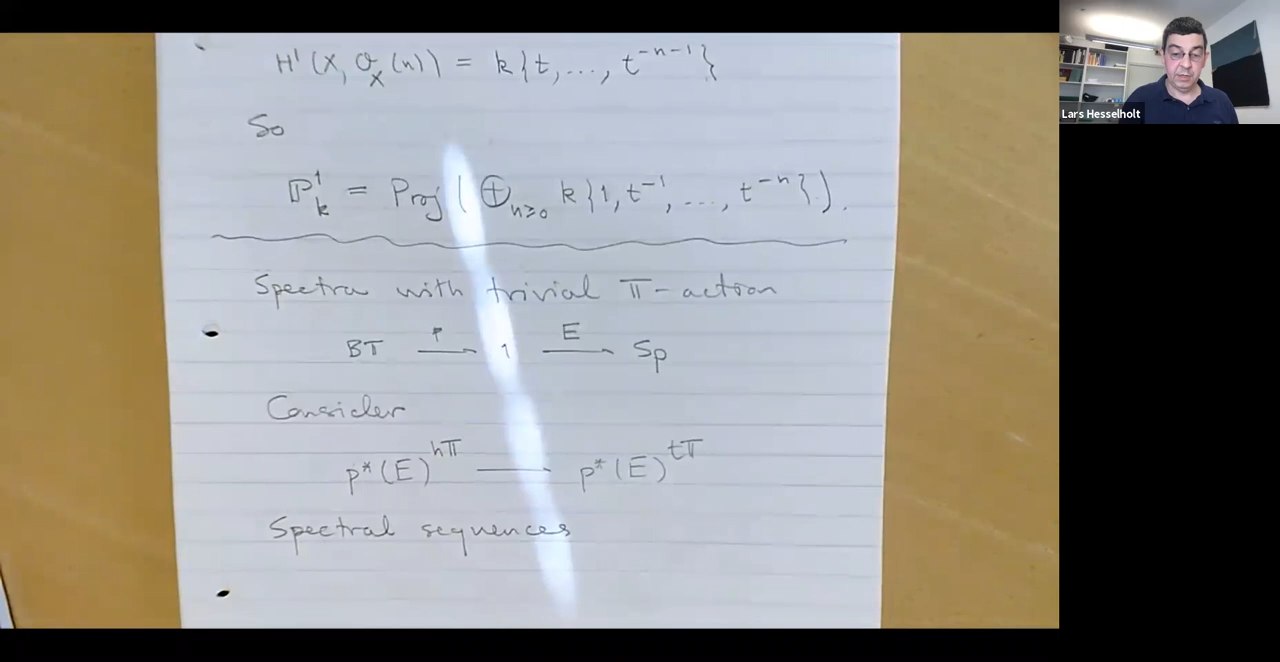 H¹(X, 𝒪_X(n)) = k{t, ..., t^{-n-1}}
So
ℙ¹_k = Proj(⊕_{n≥0} k{1, t^{-1}, ..., t^{-n}}).
Spectra with trivial 𝕋-action
B𝕋 —p→ 1 —E→ Sp
Consider
p*(E)^{h𝕋} —— p*(E)^{t𝕋}
Spectral sequences
Lars Hesselholt